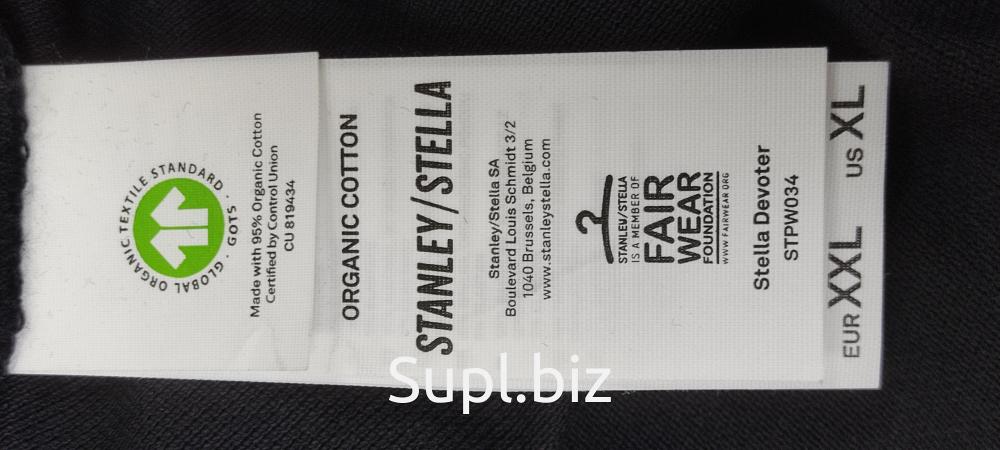 GLOBAL ORGANIC TEXTILE STANDARD · GOTS ·
Made with 95% Organic Cotton
Certified by Control Union
CU 819434
ORGANIC COTTON
STANLEY/STELLA
Stanley/Stella SA
Boulevard Louis Schmidt 3/2
1040 Brussels, Belgium
www.stanleystella.com
STANLEY/STELLA
IS A MEMBER OF
FAIR
WEAR
FOUNDATION
WWW.FAIRWEAR.ORG
Stella Devoter
STPW034
EUR XXL US XL
Supl.biz